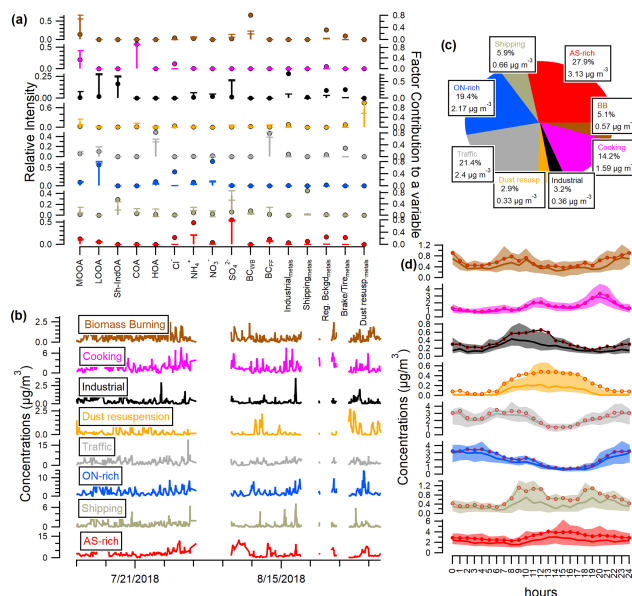 (a)
Relative Intensity
Factor Contribution to a variable
MOOA
LOOA
Sh-IndOA
COA
HOA
Cl⁻
NH₄⁺
NO₃⁻
SO₄²⁻
BC_WB
BC_FF
Industrial_metals
Shipping_metals
Reg. Bckgd_metals
Brake/Tire_metals
Dust resusp_metals
(c)
Shipping
5.9%
0.66 µg m⁻³
AS-rich
27.9%
3.13 µg m⁻³
ON-rich
19.4%
2.17 µg m⁻³
BB
5.1%
0.57 µg m⁻³
Traffic
21.4%
2.4 µg m⁻³
Cooking
14.2%
1.59 µg m⁻³
Dust resusp
2.9%
0.33 µg m⁻³
Industrial
3.2%
0.36 µg m⁻³
(b)
Concentrations (µg/m³)
Biomass Burning
Cooking
Industrial
Dust resuspension
Traffic
ON-rich
Shipping
AS-rich
7/21/2018
8/15/2018
(d)
Concentrations (µg/m³)
0 1 2 3 4 5 6 7 8 9 10 11 12 13 14 15 16 17 18 19 20 21 22 23 24
hours